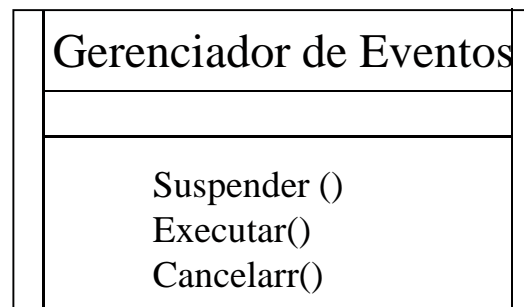 Gerenciador de Eventos
Suspender ()
Executar()
Cancelarr()